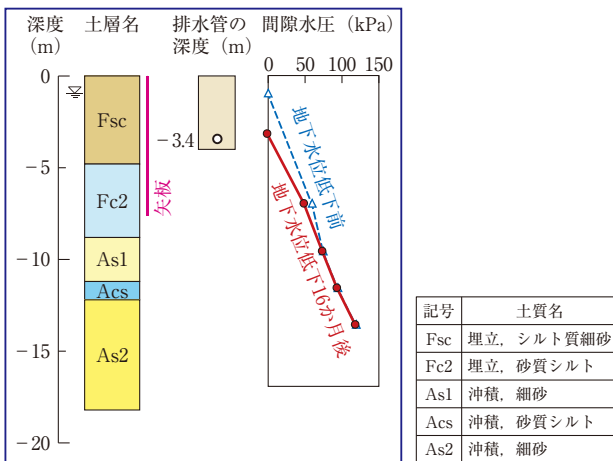 深度
（m）
土層名
排水管の
深度（m）
間隙水圧（kPa）
0
50
100
150
0
−5
−10
−15
−20
Fsc
Fc2
As1
Acs
As2
矢板
−3.4
地下水位低下前
地下水位低下16か月後
記号 土質名
Fsc 埋立，シルト質細砂
Fc2 埋立，砂質シルト
As1 沖積，細砂
Acs 沖積，砂質シルト
As2 沖積，細砂